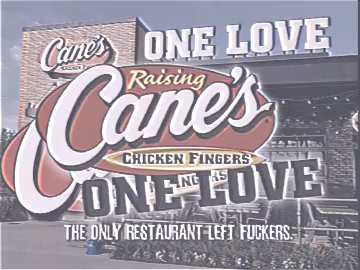 Cane's
ONE LOVE
Raising
Cane's
CHICKEN FINGERS
ONE LOVE
THE ONLY RESTAURANT LEFT FUCKERS.